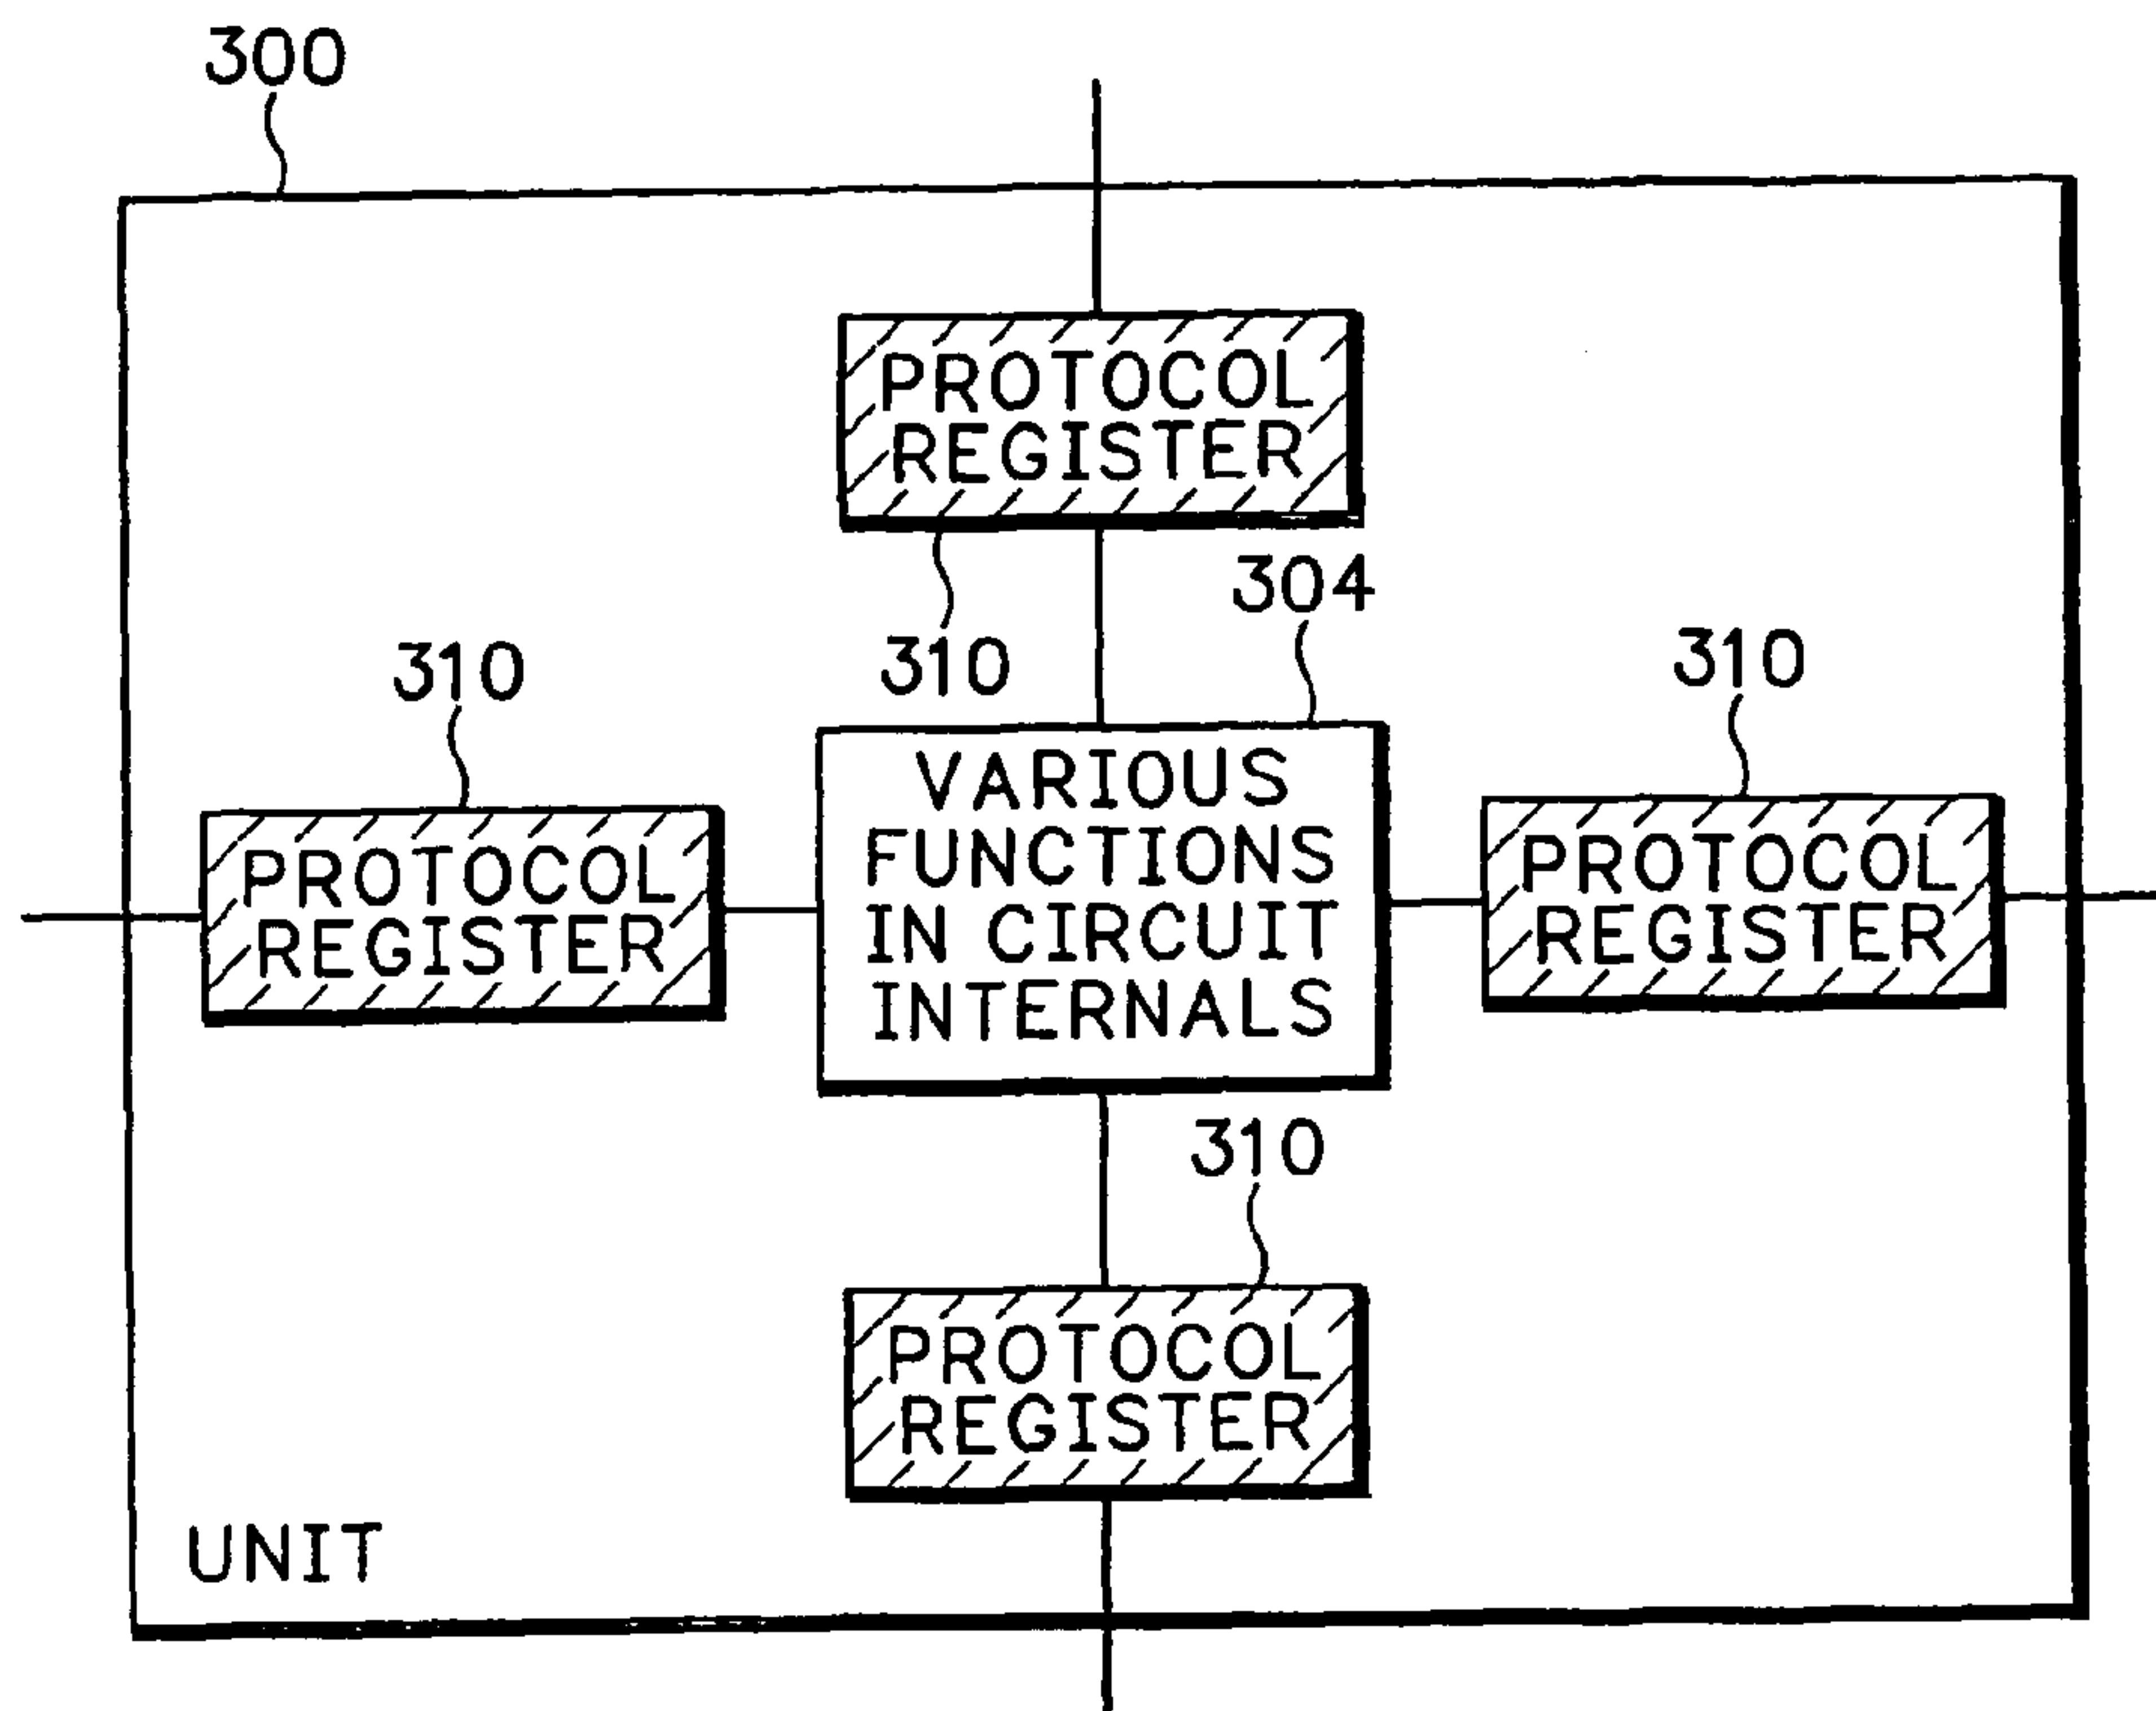 300
PROTOCOL
REGISTER
304
310
310
310
VARIOUS
FUNCTIONS
IN CIRCUIT
INTERNALS
PROTOCOL
REGISTER
PROTOCOL
REGISTER
310
PROTOCOL
REGISTER
UNIT